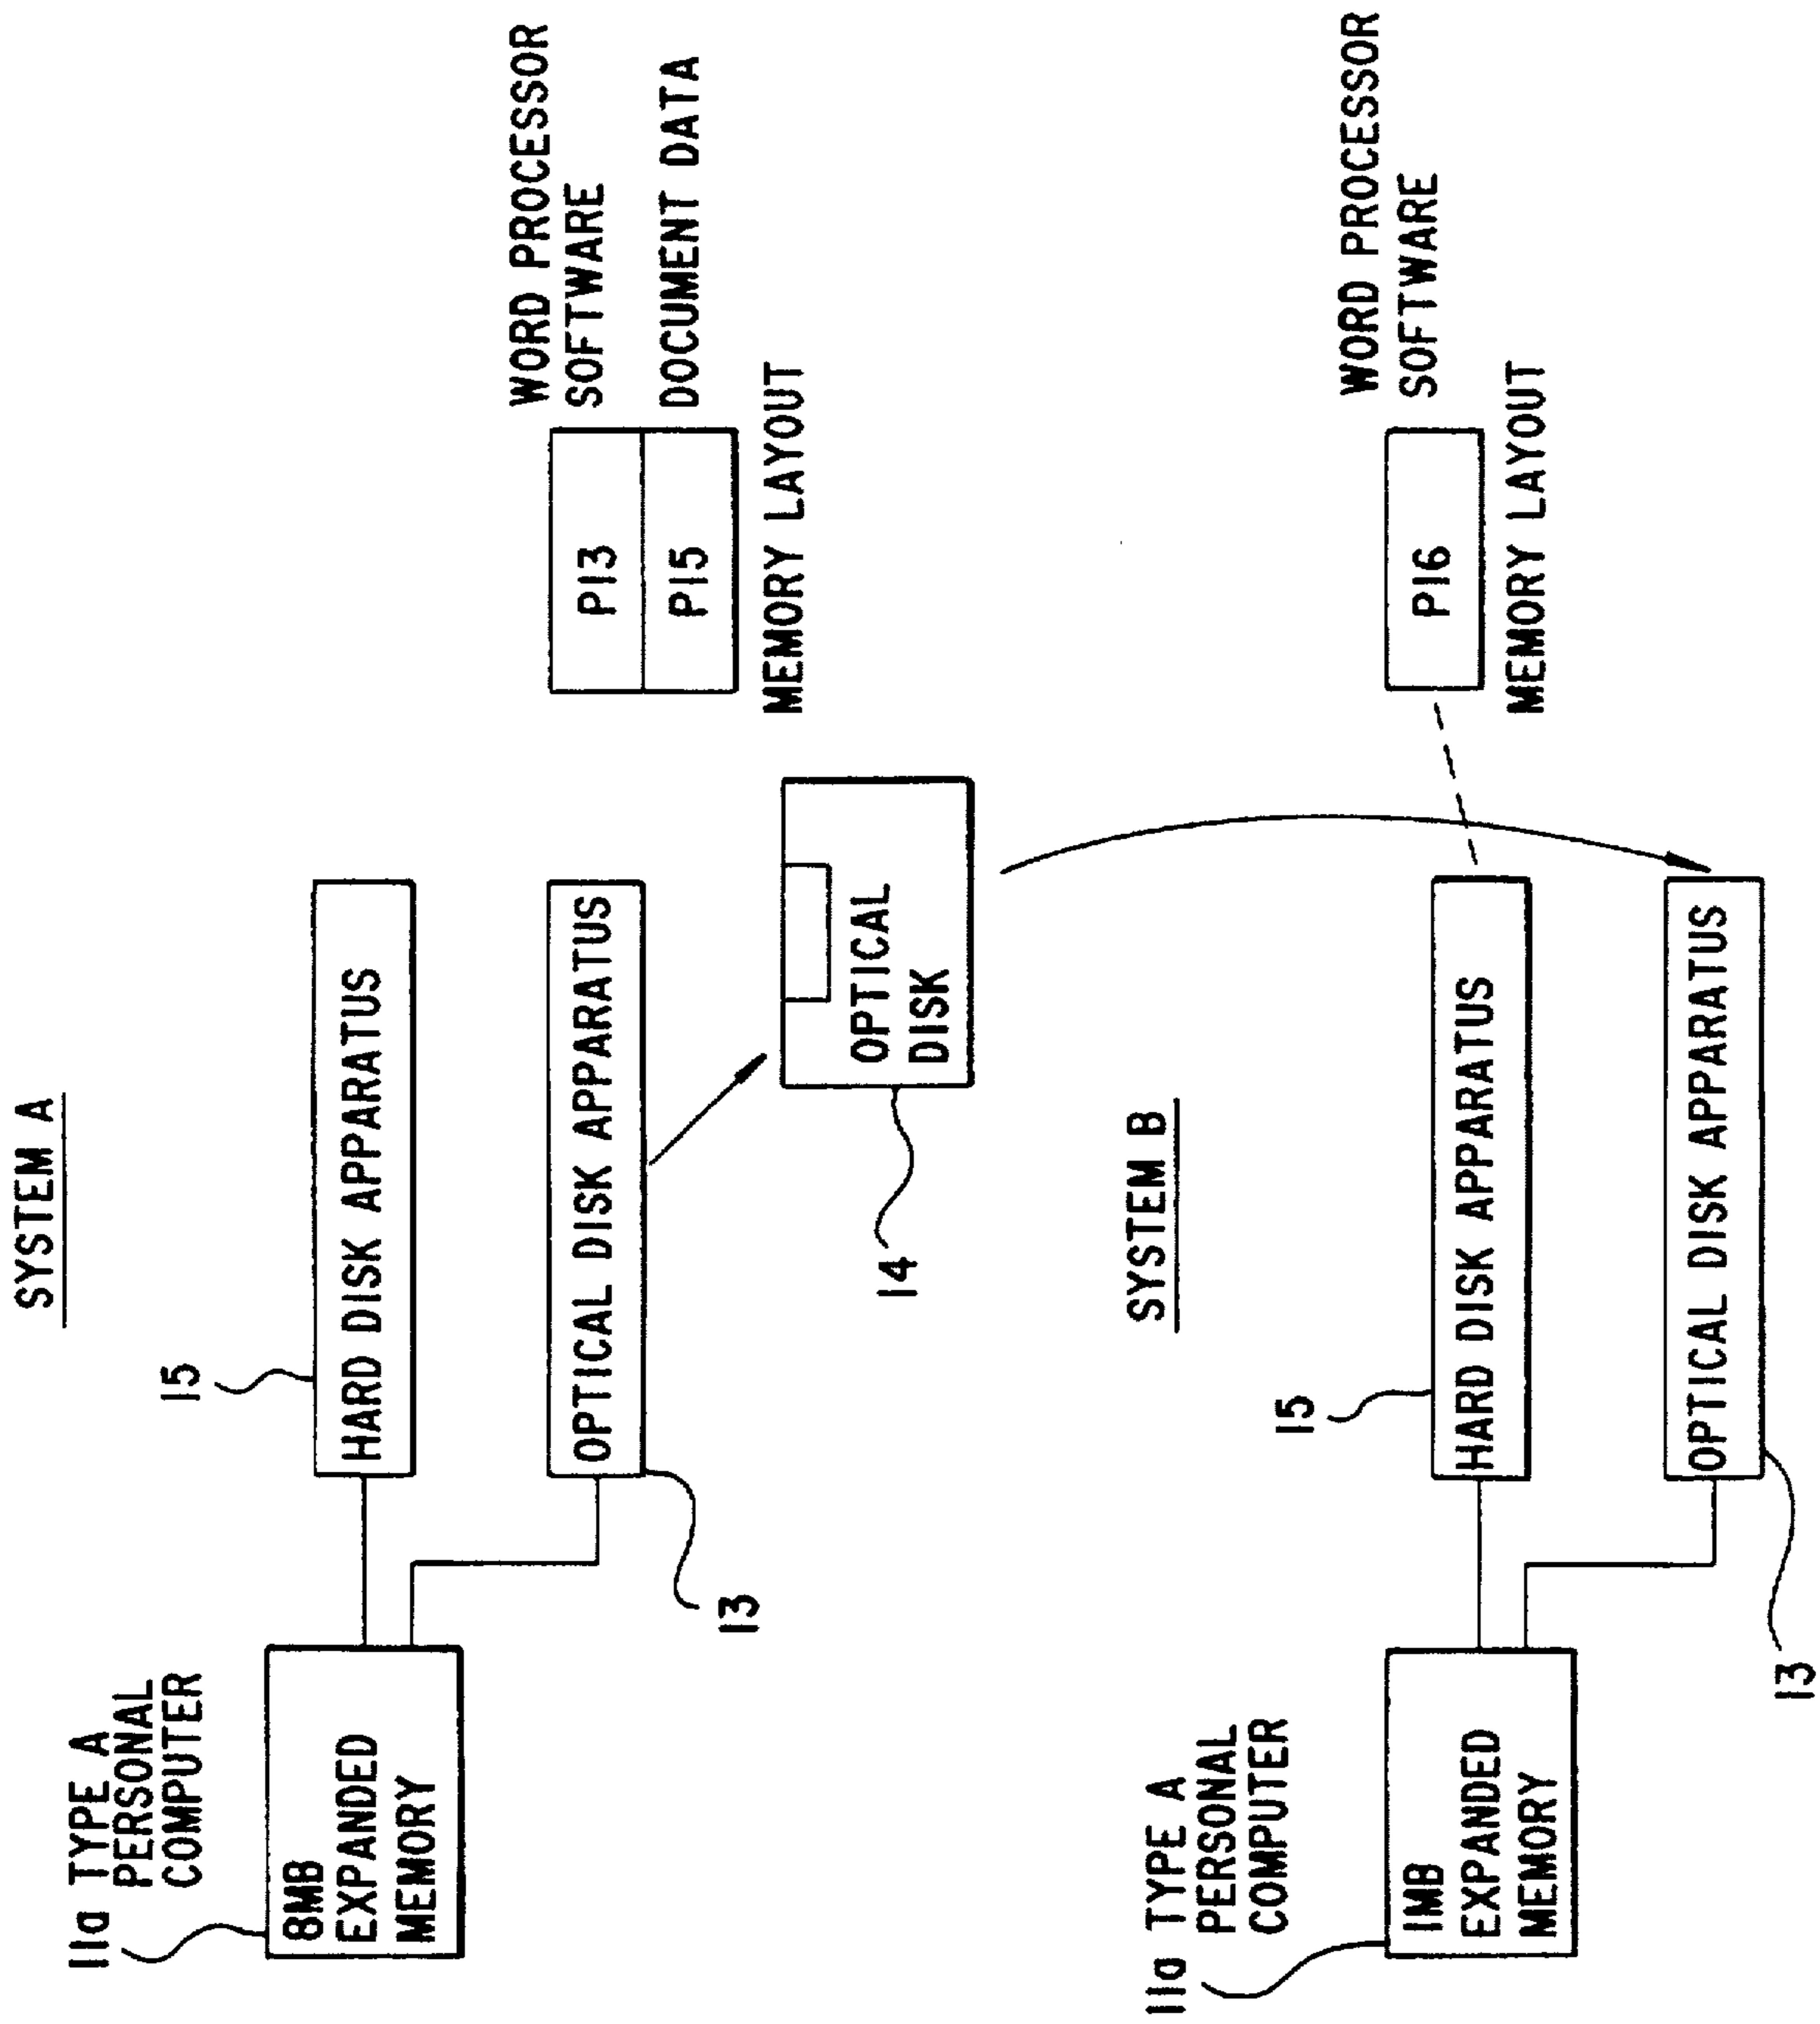 SYSTEM A
11a TYPE A
PERSONAL
COMPUTER
8MB
EXPANDED
MEMORY
15
HARD DISK APPARATUS
OPTICAL DISK APPARATUS
13
14
OPTICAL
DISK
WORD PROCESSOR
SOFTWARE
DOCUMENT DATA
P13
P15
MEMORY LAYOUT
SYSTEM B
11a TYPE A
PERSONAL
COMPUTER
1MB
EXPANDED
MEMORY
15
HARD DISK APPARATUS
OPTICAL DISK APPARATUS
13
WORD PROCESSOR
SOFTWARE
P16
MEMORY LAYOUT